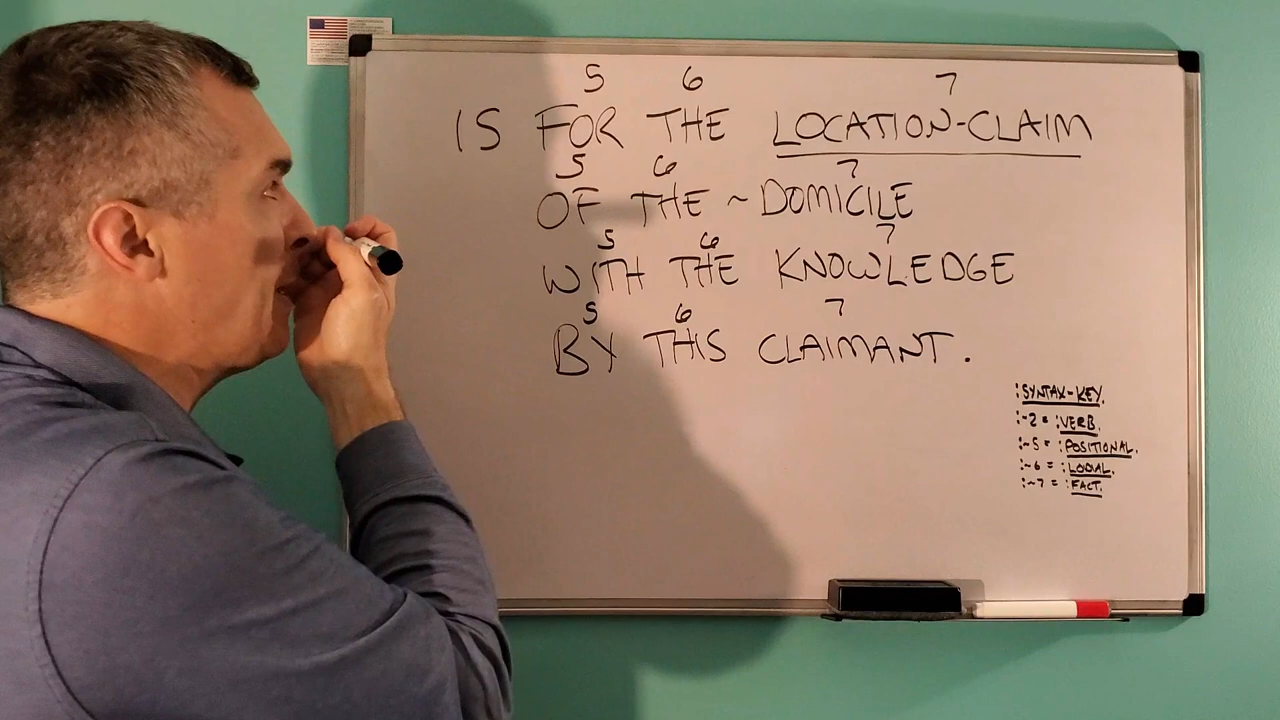 5 6 7
IS FOR THE LOCATION-CLAIM
5 6 7
OF THE ~DOMICILE
5 6 7
WITH THE KNOWLEDGE
5 6 7
BY THIS CLAIMANT.
:SYNTAX-KEY.
:~2 = :VERB.
:~5 = :POSITIONAL.
:~6 = :LODIAL.
:~7 = :FACT.